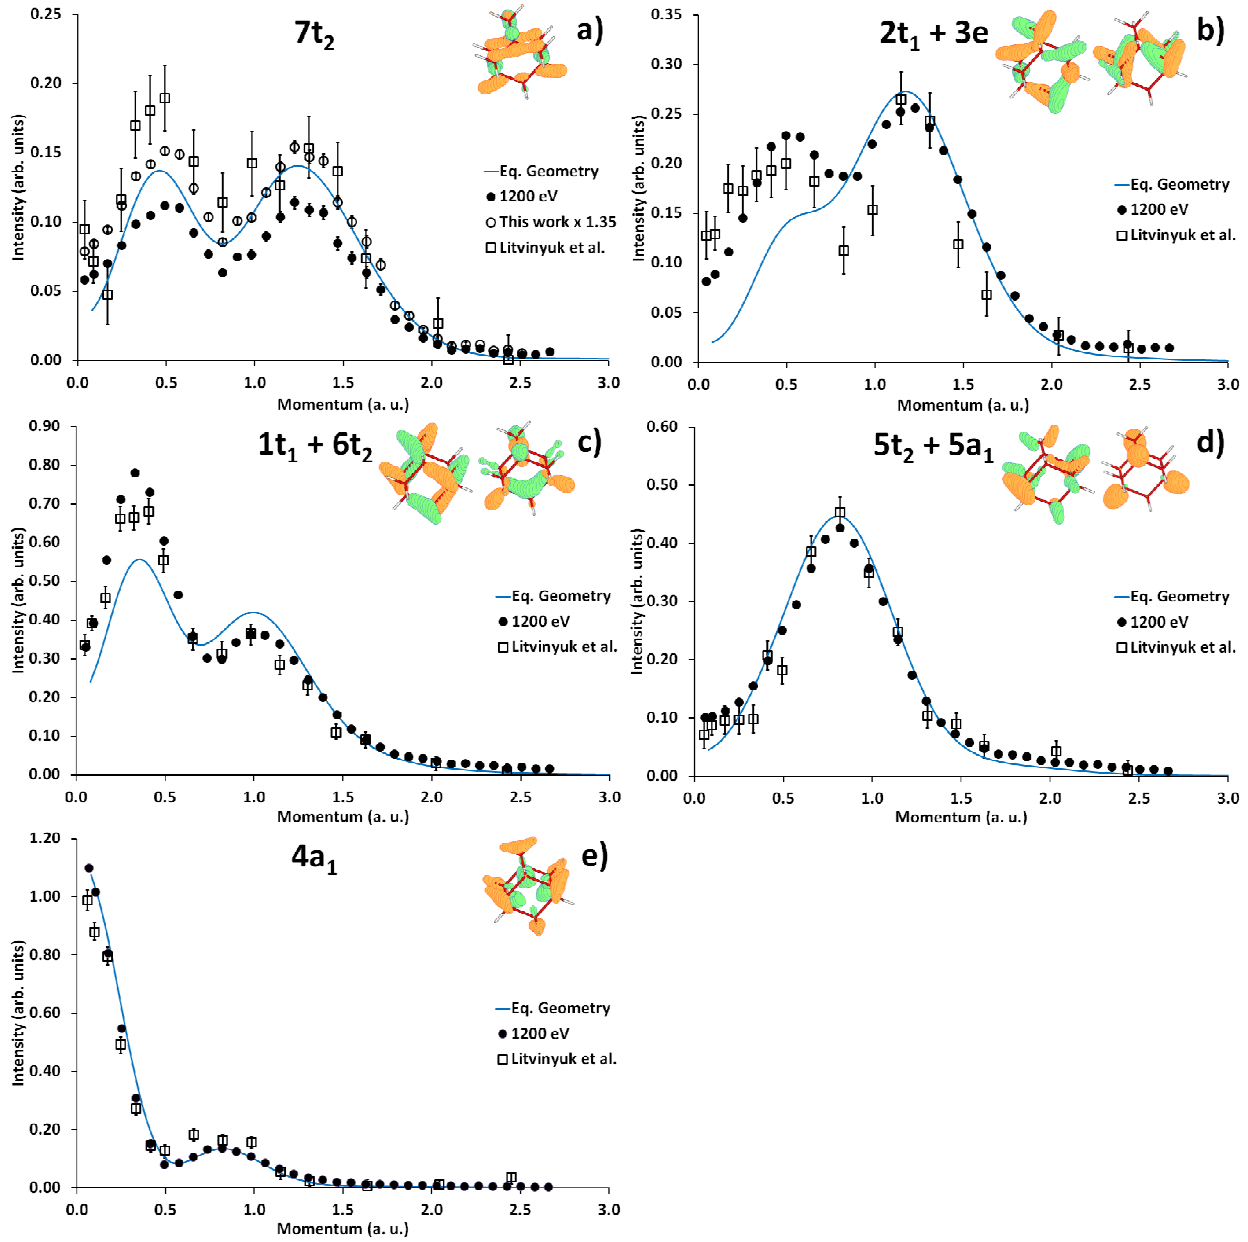 7t2
a)
0.25
0.20
0.15
0.10
0.05
0.00
Intensity (arb. units)
Eq. Geometry
1200 eV
This work x 1.35
Litvinyuk et al.
0.0 0.5 1.0 1.5 2.0 2.5 3.0
Momentum (a. u.)
2t1 + 3e
b)
0.35
0.30
0.25
0.20
0.15
0.10
0.05
0.00
Intensity (arb. units)
Eq. Geometry
1200 eV
Litvinyuk et al.
0.0 0.5 1.0 1.5 2.0 2.5 3.0
Momentum (a. u.)
1t1 + 6t2
c)
0.90
0.80
0.70
0.60
0.50
0.40
0.30
0.20
0.10
0.00
Intensity (arb. units)
Eq. Geometry
1200 eV
Litvinyuk et al.
0.0 0.5 1.0 1.5 2.0 2.5 3.0
Momentum (a. u.)
5t2 + 5a1
d)
0.60
0.50
0.40
0.30
0.20
0.10
0.00
Intensity (arb. units)
Eq. Geometry
1200 eV
Litvinyuk et al.
0.0 0.5 1.0 1.5 2.0 2.5 3.0
Momentum (a. u.)
4a1
e)
1.20
1.00
0.80
0.60
0.40
0.20
0.00
Intensity (arb. units)
Eq. Geometry
1200 eV
Litvinyuk et al.
0.0 0.5 1.0 1.5 2.0 2.5 3.0
Momentum (a. u.)